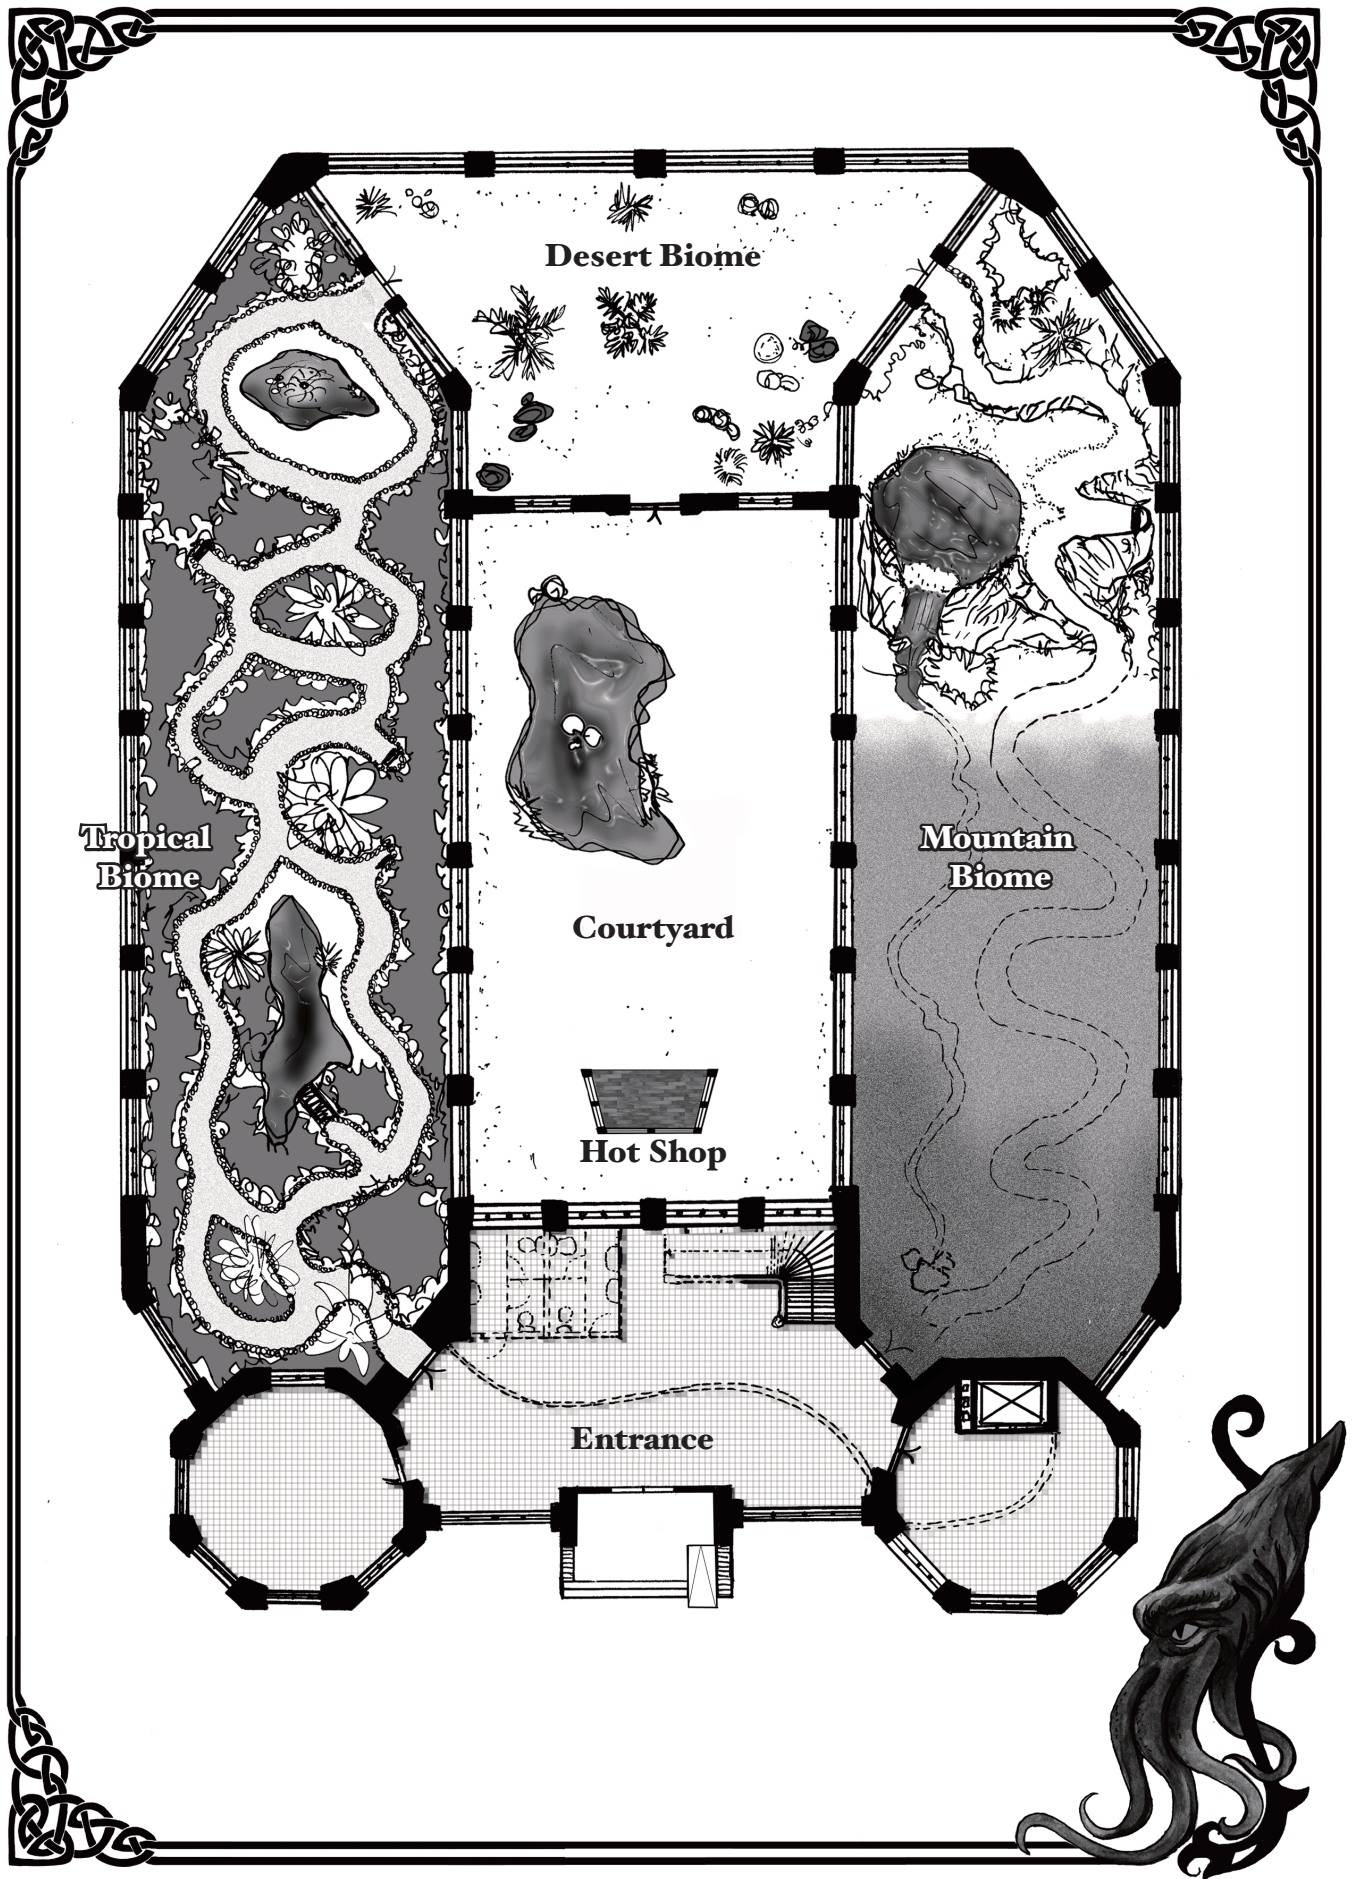 Desert Biome
Tropical
Biome
Mountain
Biome
Courtyard
Hot Shop
Entrance